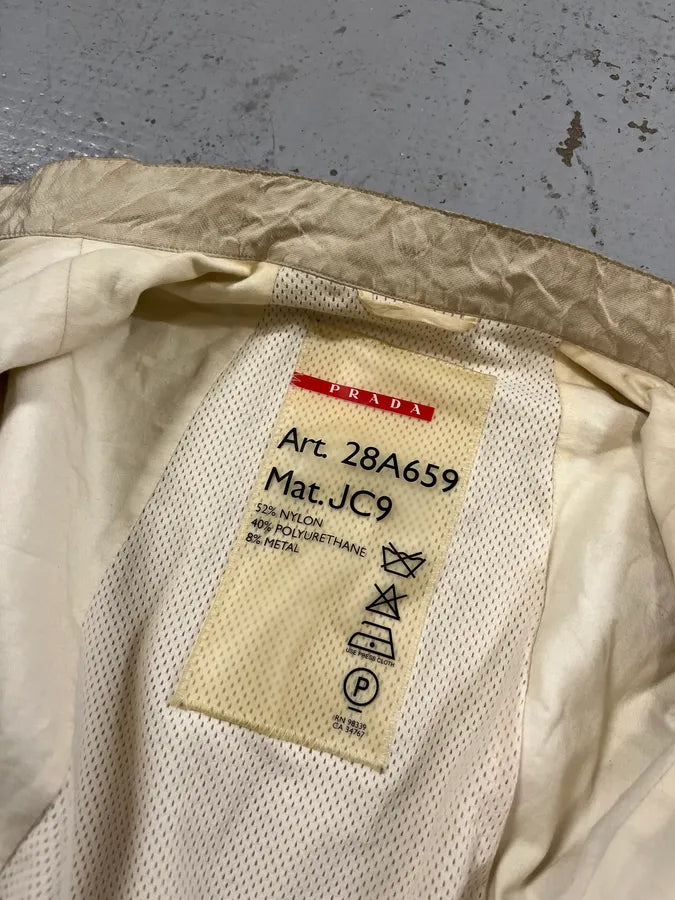 PRADA
Art. 28A659
Mat. JC9
52% NYLON
40% POLYURETHANE
8% METAL
USE PRESS CLOTH
P
RN 98339
CA 34767